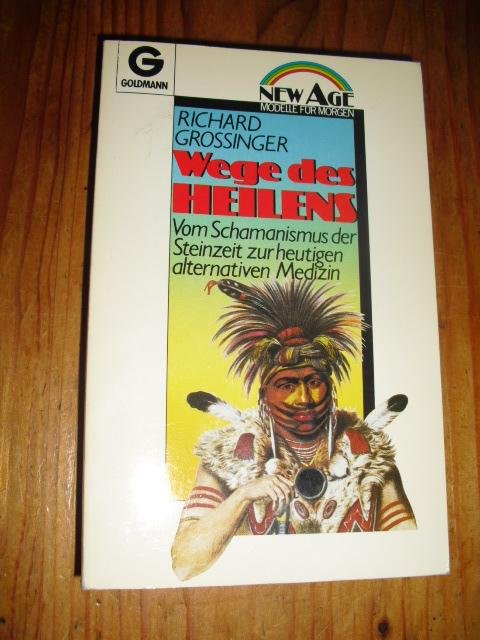 G
GOLDMANN
NEW AGE
MODELLE FÜR MORGEN
RICHARD
GROSSINGER
Wege des
HEILENS
Vom Schamanismus der
Steinzeit zur heutigen
alternativen Medizin